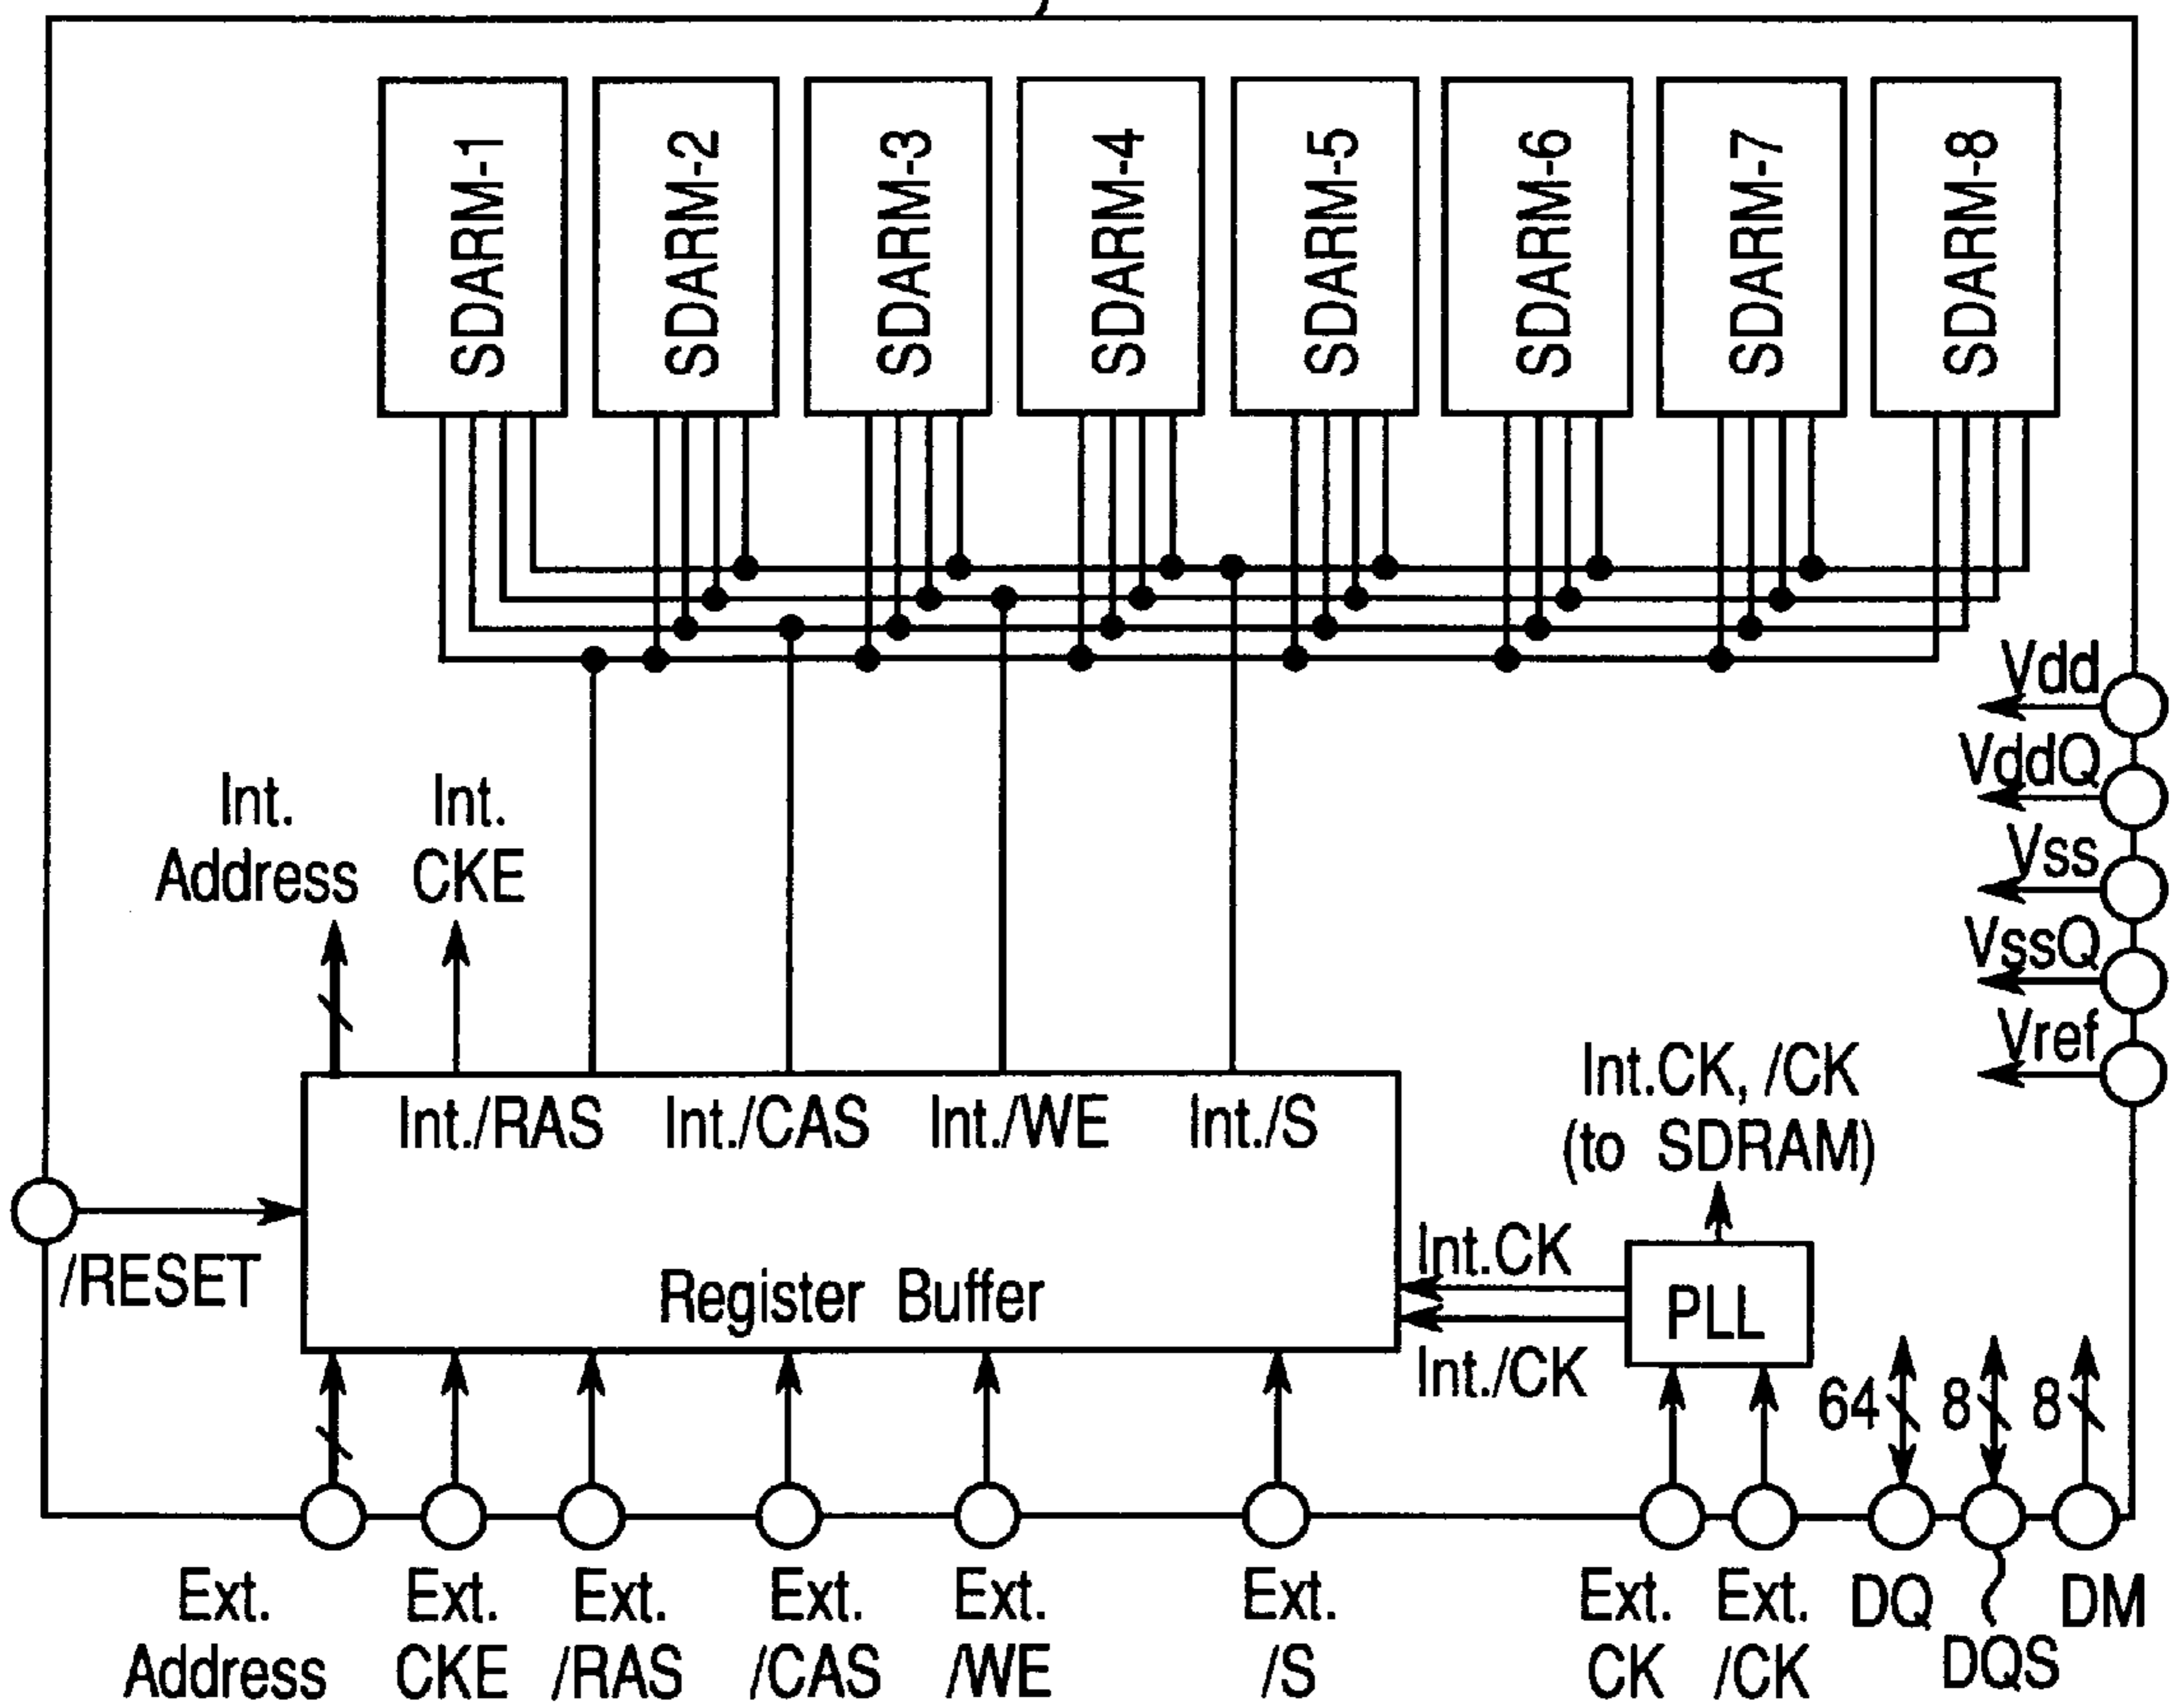 SDARM-1
SDARM-2
SDARM-3
SDARM-4
SDARM-5
SDARM-6
SDARM-7
SDARM-8
Vdd
VddQ
Vss
VssQ
Vref
Int.
Address
Int.
CKE
Int./RAS
Int./CAS
Int./WE
Int./S
Int.CK, /CK
(to SDRAM)
/RESET
Register Buffer
Int.CK
Int./CK
PLL
64
8
8
Ext.
Address
Ext.
CKE
Ext.
/RAS
Ext.
/CAS
Ext.
/WE
Ext.
/S
Ext.
CK
Ext.
/CK
DQ
DQS
DM